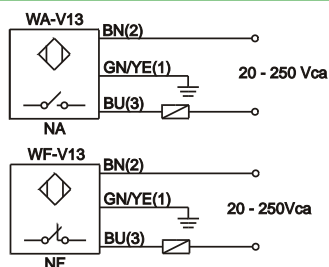 WA-V13
BN(2)
GN/YE(1)
20 - 250 Vca
BU(3)
NA
WF-V13
BN(2)
GN/YE(1)
20 - 250Vca
BU(3)
NF